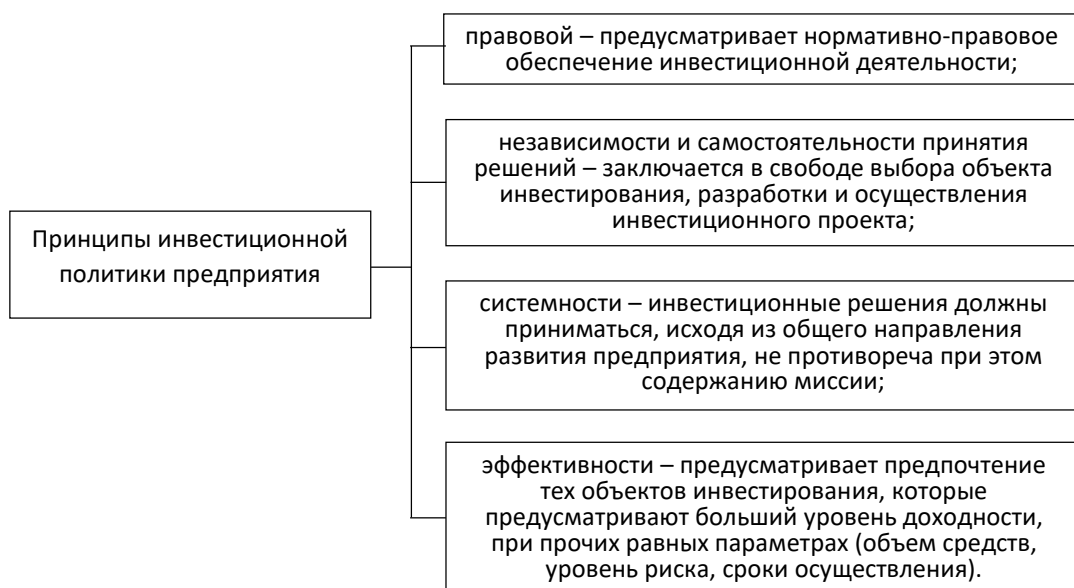 правовой – предусматривает нормативно-правовое
обеспечение инвестиционной деятельности;
независимости и самостоятельности принятия
решений – заключается в свободе выбора объекта
инвестирования, разработки и осуществления
инвестиционного проекта;
Принципы инвестиционной
политики предприятия
системности – инвестиционные решения должны
приниматься, исходя из общего направления
развития предприятия, не противореча при этом
содержанию миссии;
эффективности – предусматривает предпочтение
тех объектов инвестирования, которые
предусматривают больший уровень доходности,
при прочих равных параметрах (объем средств,
уровень риска, сроки осуществления).